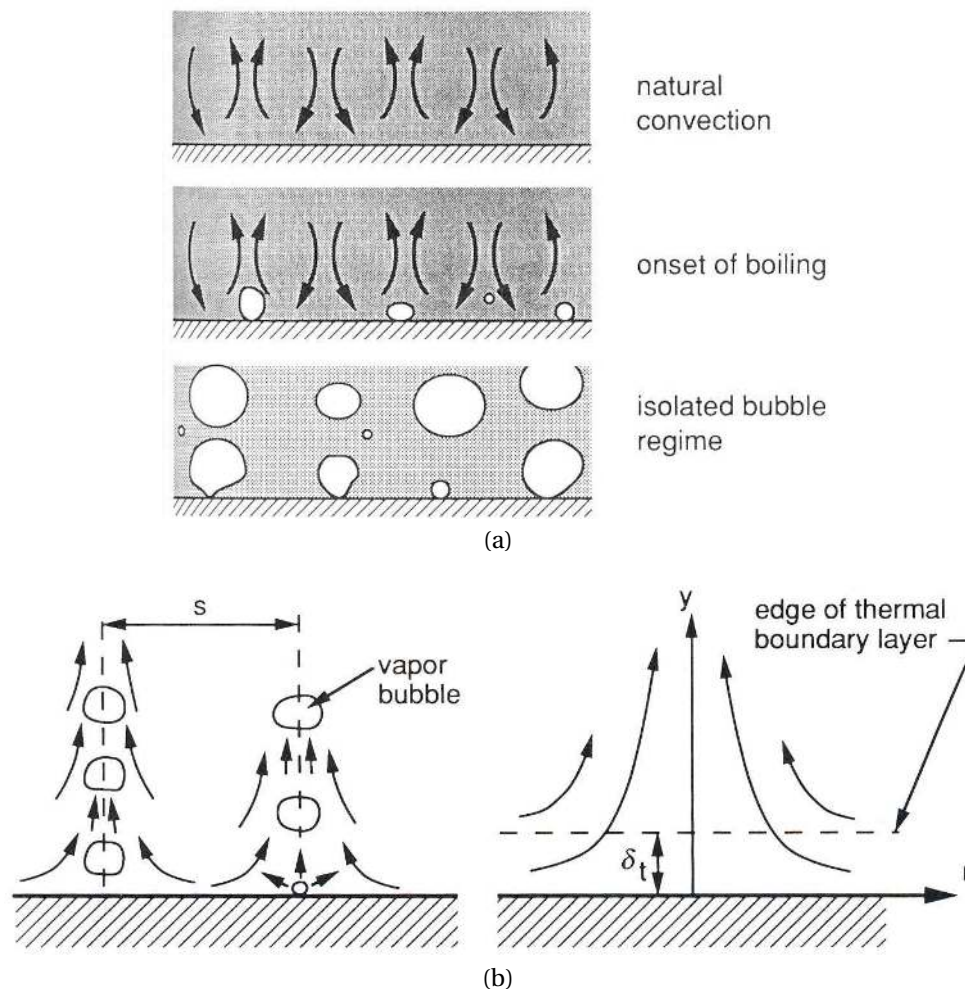 natural
convection
onset of boiling
isolated bubble
regime
(a)
s
vapor
bubble
y
edge of thermal
boundary layer
δt
(b)